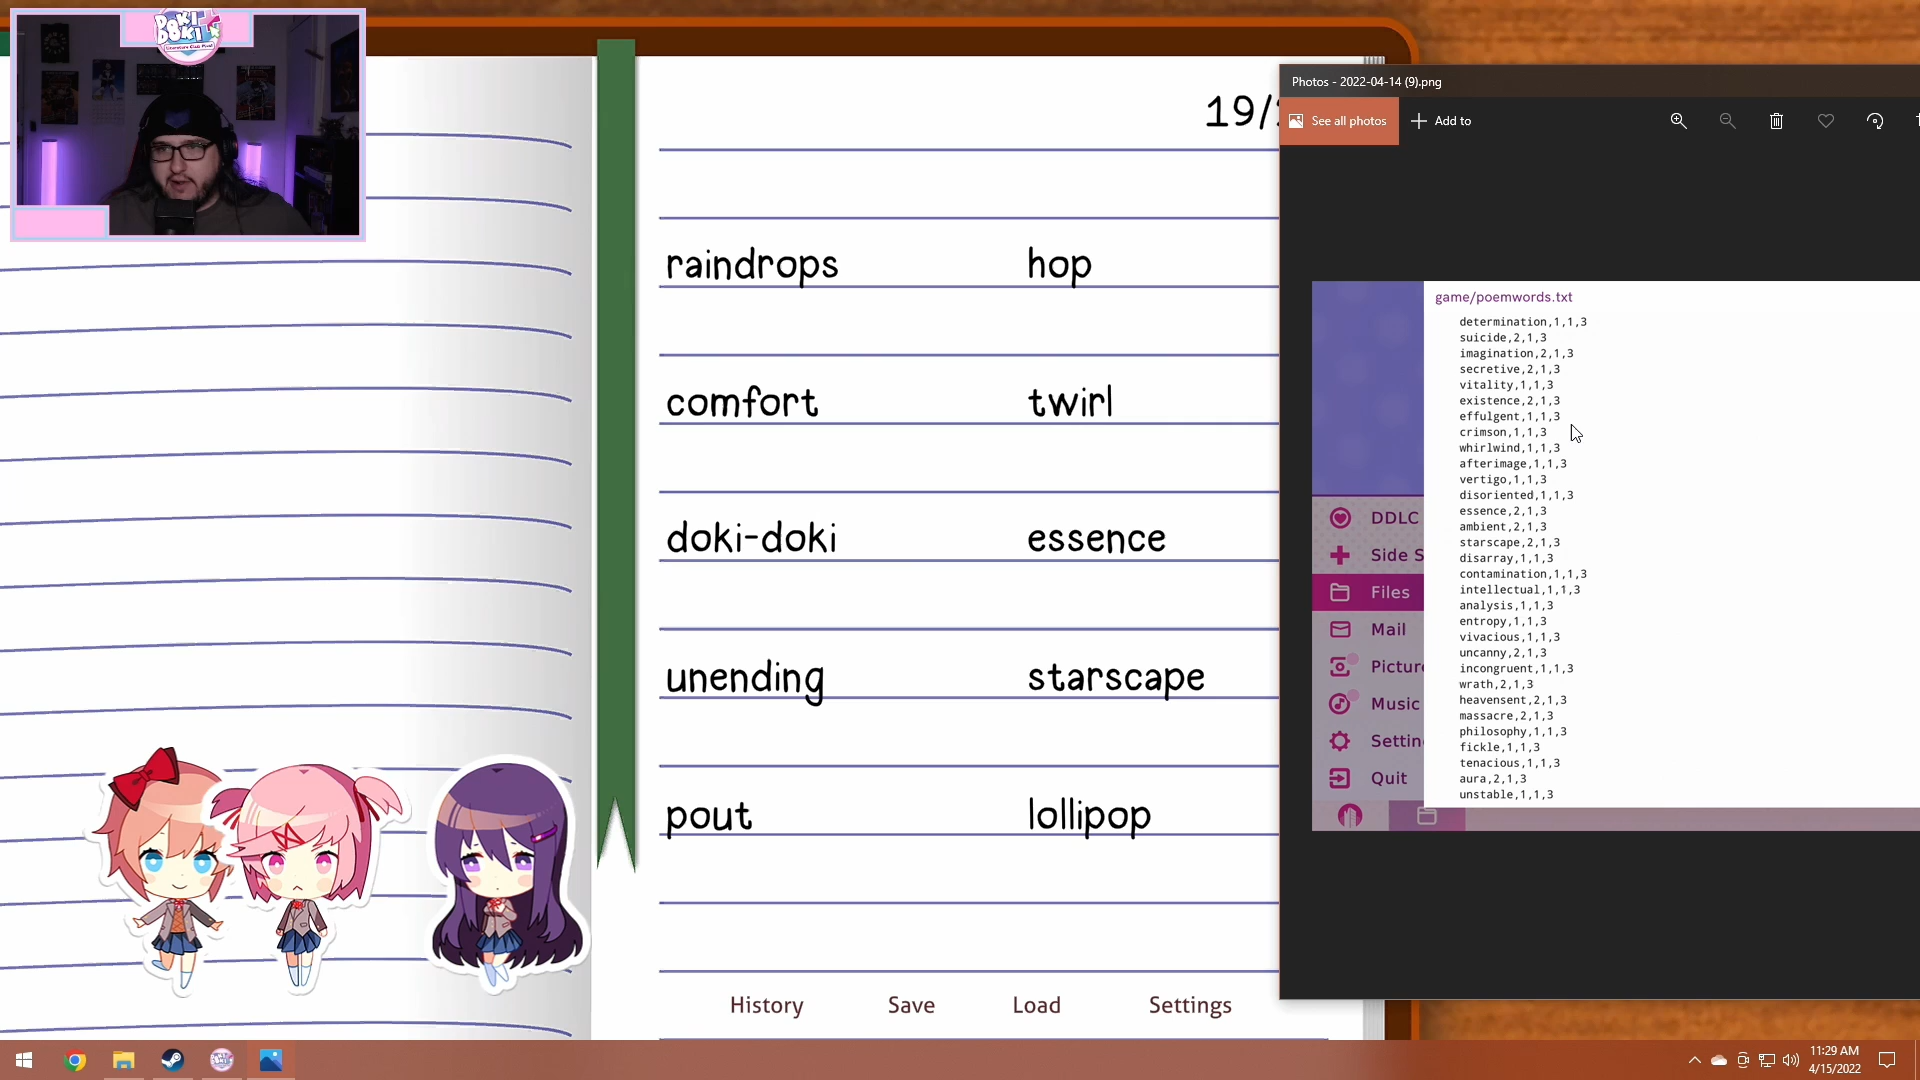 DOKI DOKI
Literature Club Plus!
19/
raindrops hop
comfort twirl
doki-doki essence
unending starscape
pout lollipop
History Save Load Settings
Photos - 2022-04-14 (9).png
See all photos Add to
game/poemwords.txt
determination,1,1,3
suicide,2,1,3
imagination,2,1,3
secretive,2,1,3
vitality,1,1,3
existence,2,1,3
effulgent,1,1,3
crimson,1,1,3
whirlwind,1,1,3
afterimage,1,1,3
vertigo,1,1,3
disoriented,1,1,3
essence,2,1,3
ambient,2,1,3
starscape,2,1,3
disarray,1,1,3
contamination,1,1,3
intellectual,1,1,3
analysis,1,1,3
entropy,1,1,3
vivacious,1,1,3
uncanny,2,1,3
incongruent,1,1,3
wrath,2,1,3
heavensent,2,1,3
massacre,2,1,3
philosophy,1,1,3
fickle,1,1,3
tenacious,1,1,3
aura,2,1,3
unstable,1,1,3
DDLC
Side S
Files
Mail
Picture
Music
Settin
Quit
11:29 AM
4/15/2022